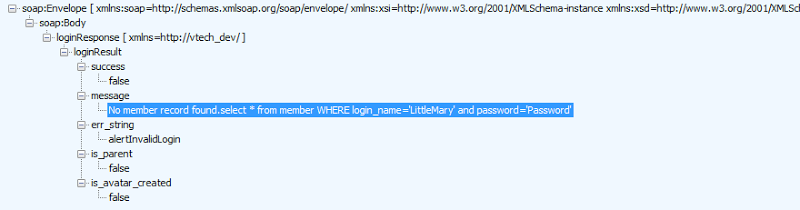 soap:Envelope [ xmlns:soap=http://schemas.xmlsoap.org/soap/envelope/ xmlns:xsi=http://www.w3.org/2001/XMLSchema-instance xmlns:xsd=http://www.w3.org/2001/XMLSc
soap:Body
loginResponse [ xmlns=http://vtech_dev/ ]
loginResult
success
false
message
No member record found.select * from member WHERE login_name='LittleMary' and password='Password'
err_string
alertInvalidLogin
is_parent
false
is_avatar_created
false